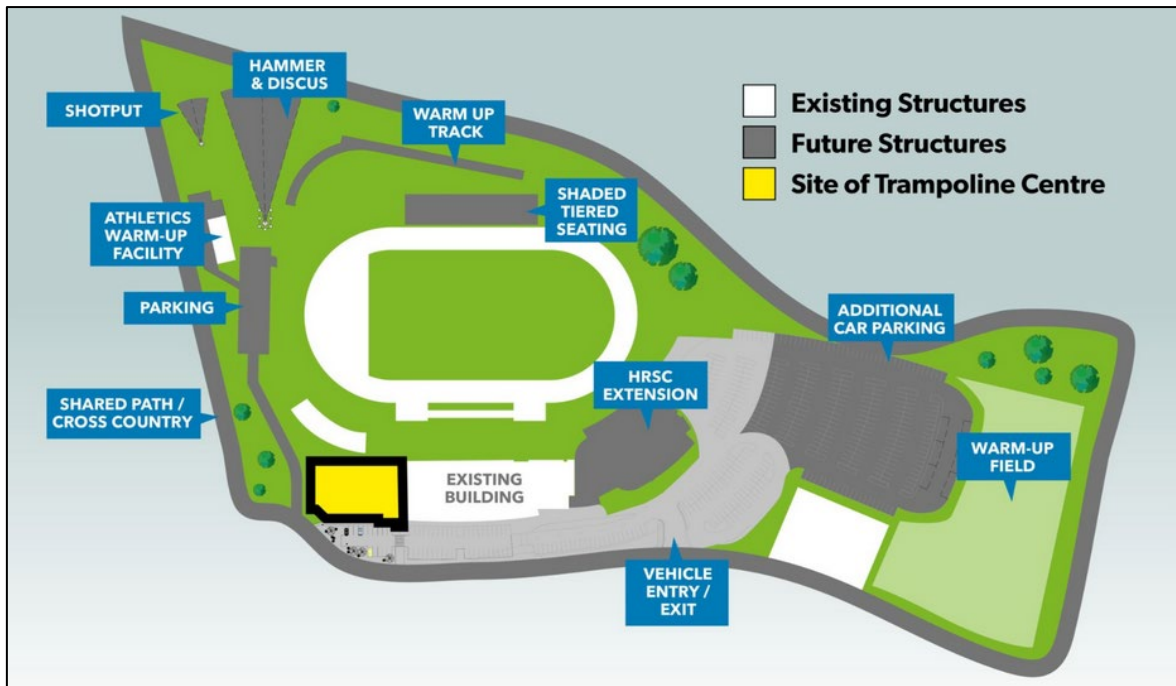 HAMMER
& DISCUS
SHOTPUT
WARM UP
TRACK
Existing Structures
Future Structures
Site of Trampoline Centre
SHADED
TIERED
SEATING
ATHLETICS
WARM-UP
FACILITY
PARKING
ADDITIONAL
CAR PARKING
HRSC
EXTENSION
SHARED PATH /
CROSS COUNTRY
WARM-UP
FIELD
EXISTING
BUILDING
VEHICLE
ENTRY /
EXIT